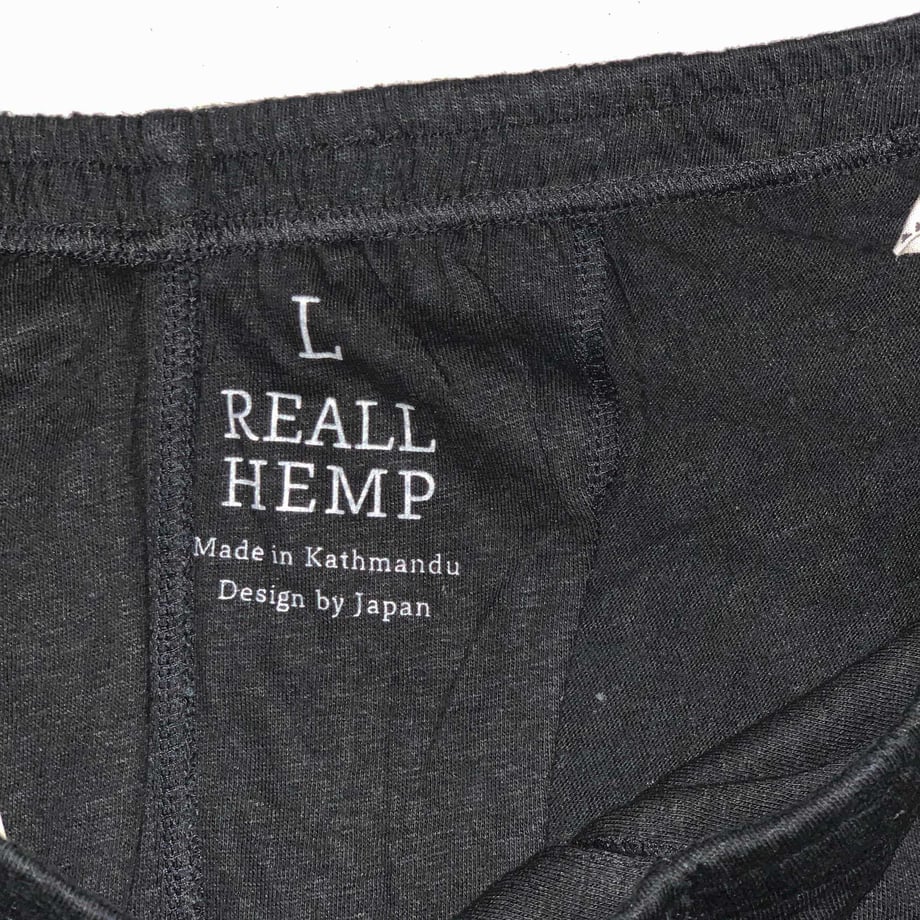 L
REALL
HEMP
Made in Kathmandu
Design by Japan